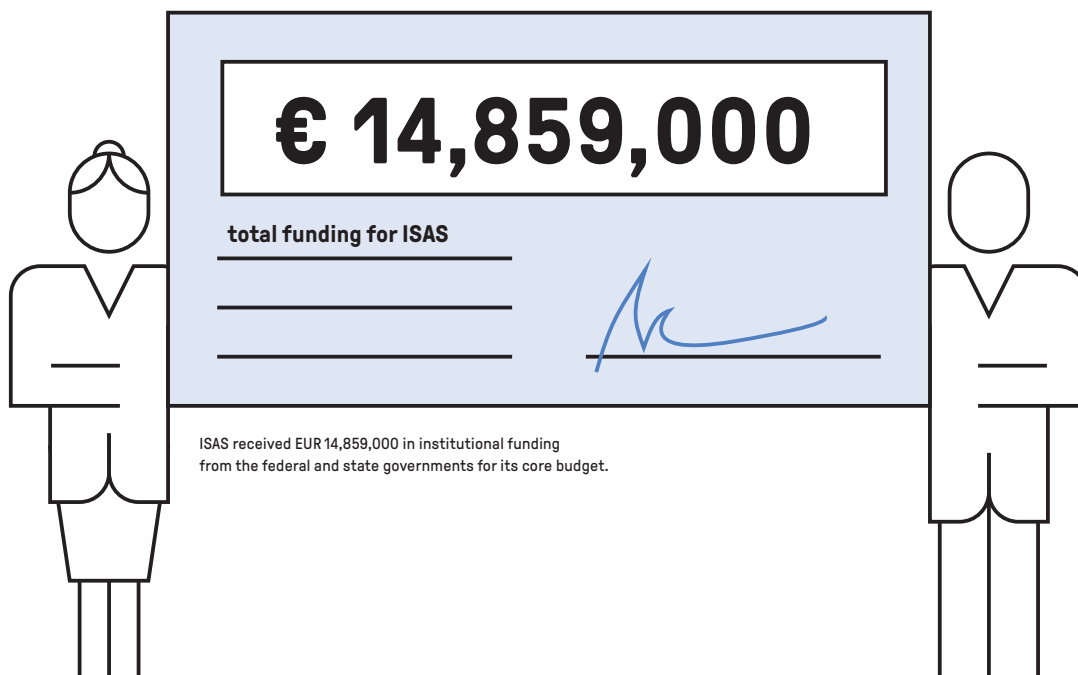 € 14,859,000
total funding for ISAS
ISAS received EUR 14,859,000 in institutional funding
from the federal and state governments for its core budget.